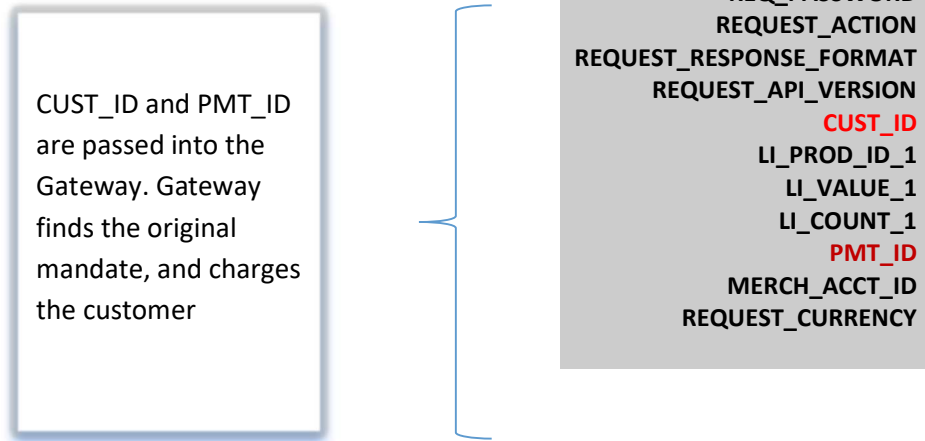 CUST_ID and PMT_ID
are passed into the
Gateway. Gateway
finds the original
mandate, and charges
the customer
REQUEST_ACTION
REQUEST_RESPONSE_FORMAT
REQUEST_API_VERSION
CUST_ID
LI_PROD_ID_1
LI_VALUE_1
LI_COUNT_1
PMT_ID
MERCH_ACCT_ID
REQUEST_CURRENCY